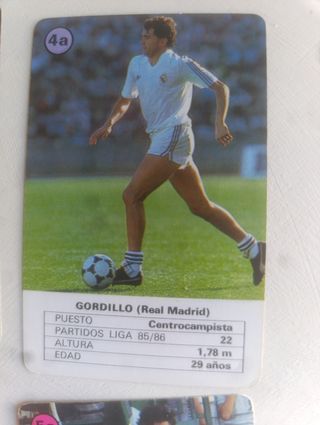 4a
GORDILLO (Real Madrid)
PUESTO Centrocampista
PARTIDOS LIGA 85/86 22
ALTURA 1,78 m
EDAD 29 años